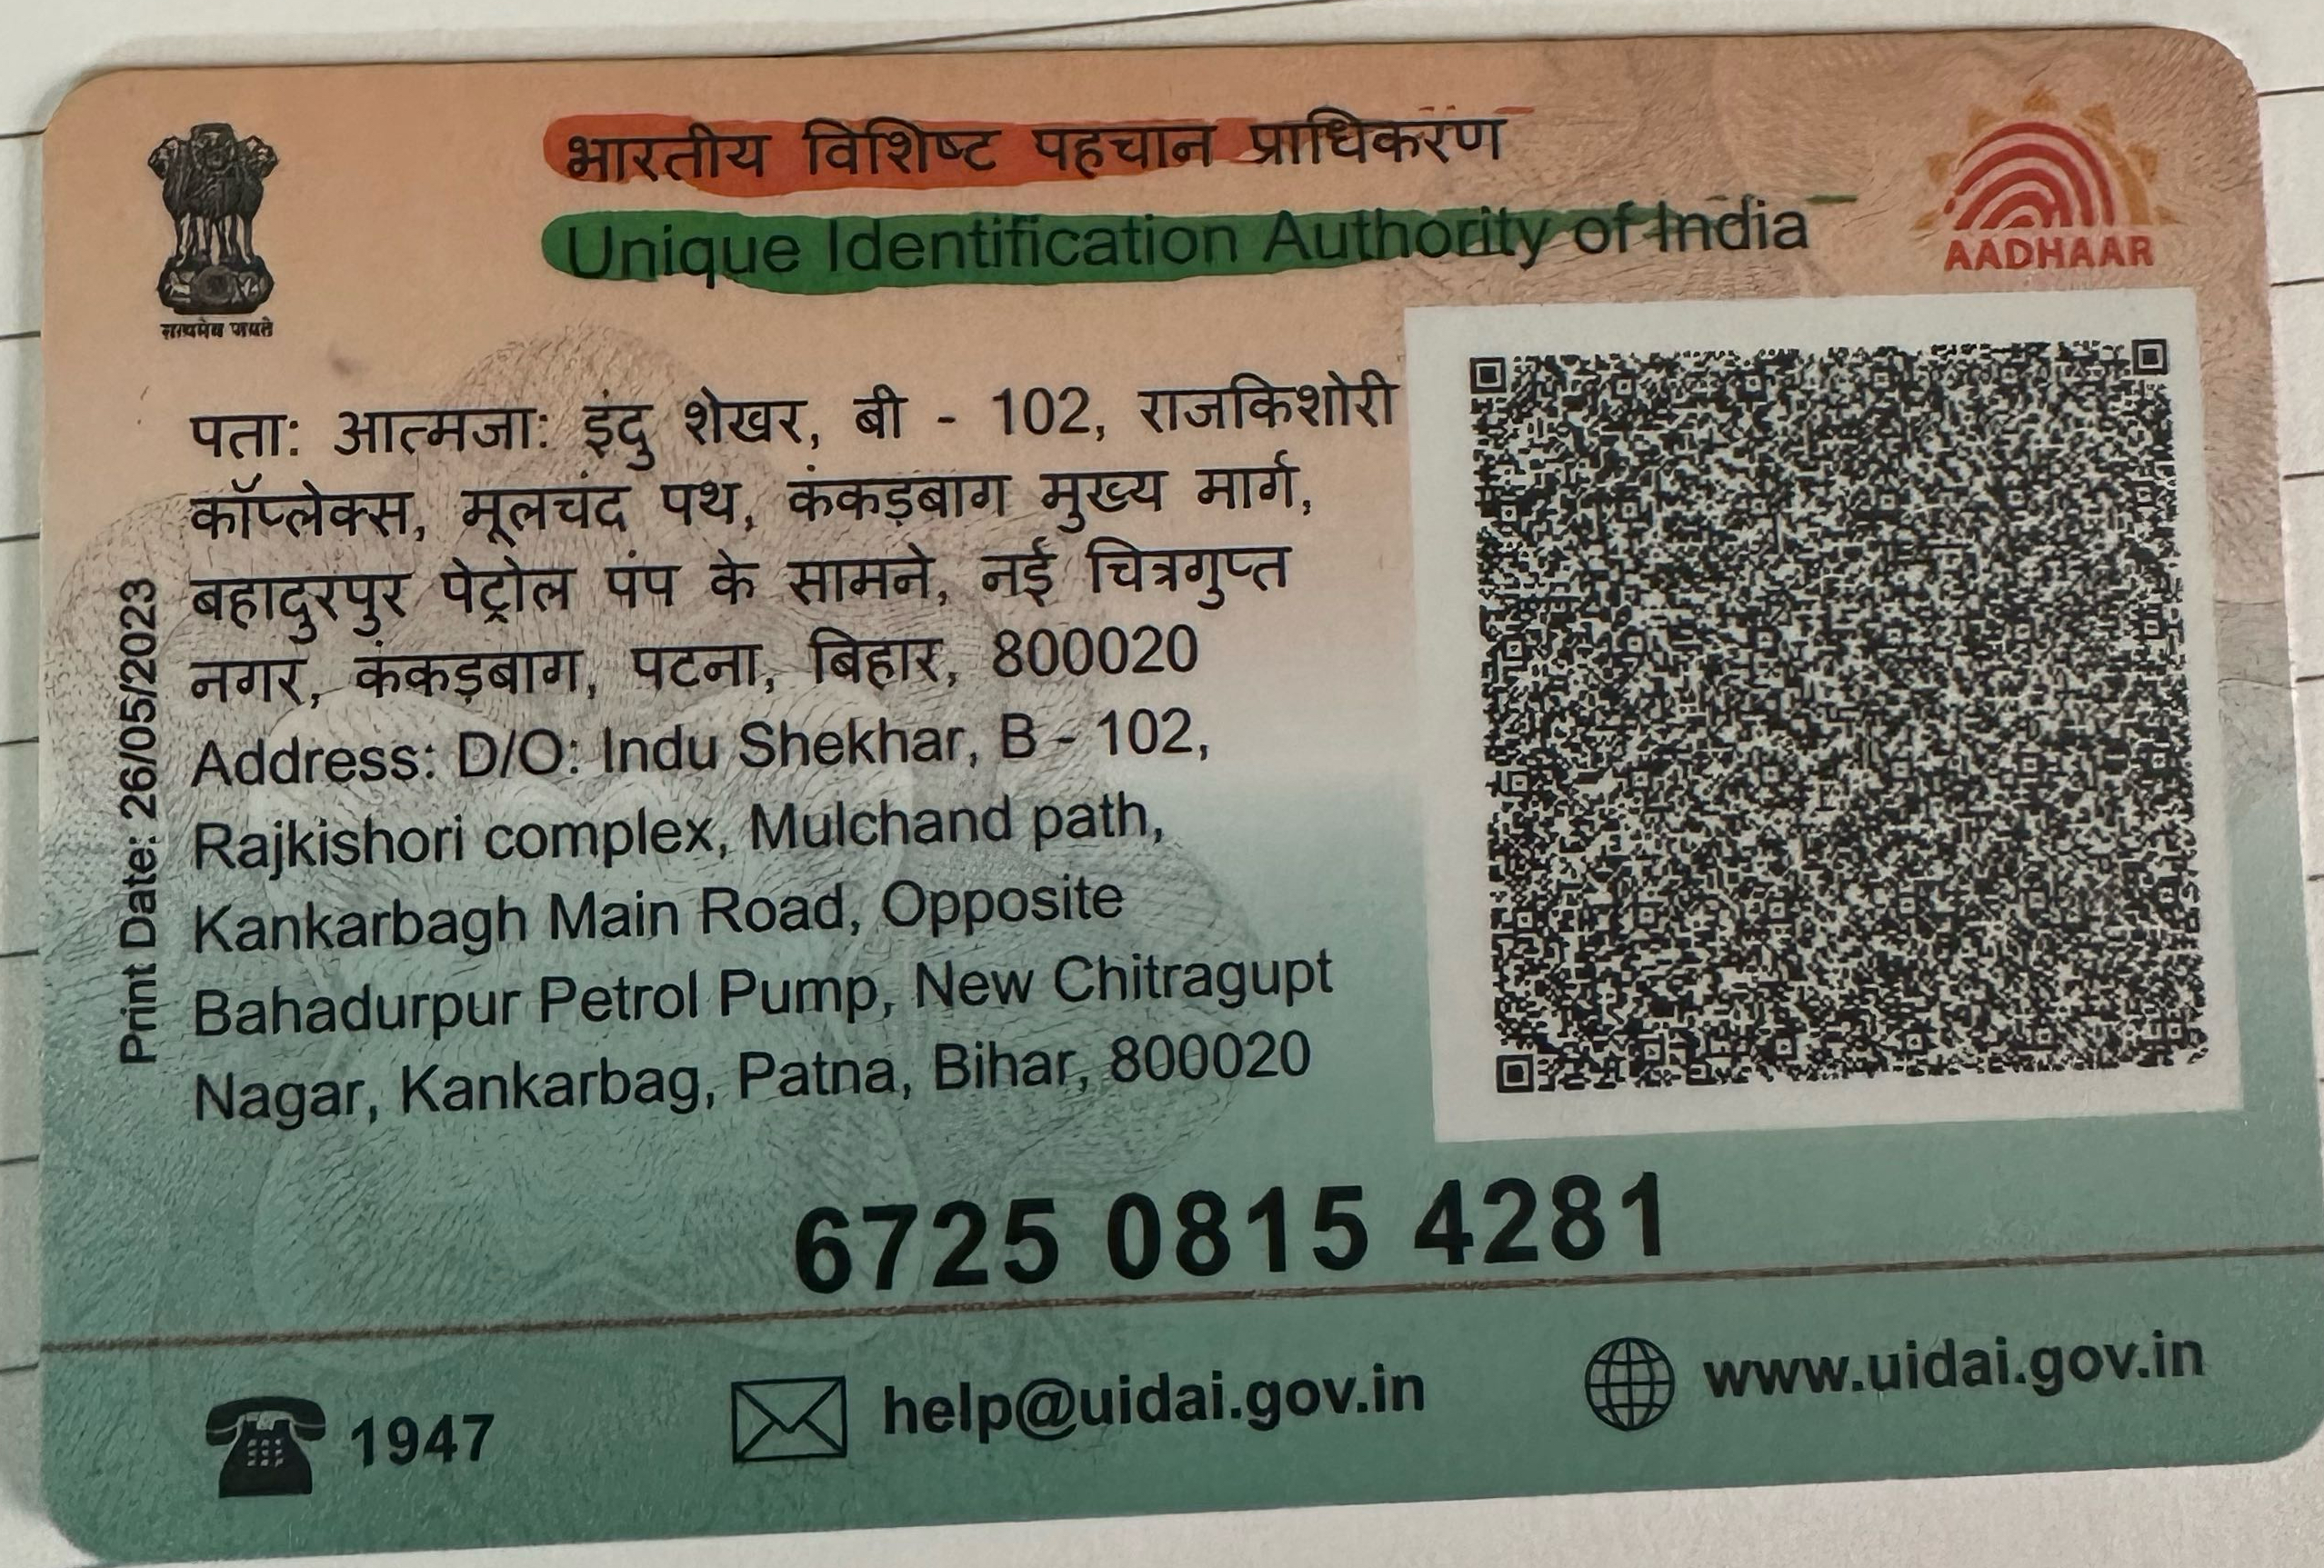 भारतीय विशिष्ट पहचान प्राधिकरण
Unique Identification Authority of India
AADHAAR
सत्यमेव जयते
पता: आत्मजा: इंदु शेखर, बी - 102, राजकिशोरी
कॉप्लेक्स, मूलचंद पथ, कंकड़बाग मुख्य मार्ग,
बहादुरपुर पेट्रोल पंप के सामने, नई चित्रगुप्त
नगर, कंकड़बाग, पटना, बिहार, 800020
Address: D/O: Indu Shekhar, B - 102,
Rajkishori complex, Mulchand path,
Kankarbagh Main Road, Opposite
Bahadurpur Petrol Pump, New Chitragupt
Nagar, Kankarbag, Patna, Bihar, 800020
Print Date: 26/05/2023
6725 0815 4281
1947
help@uidai.gov.in
www.uidai.gov.in